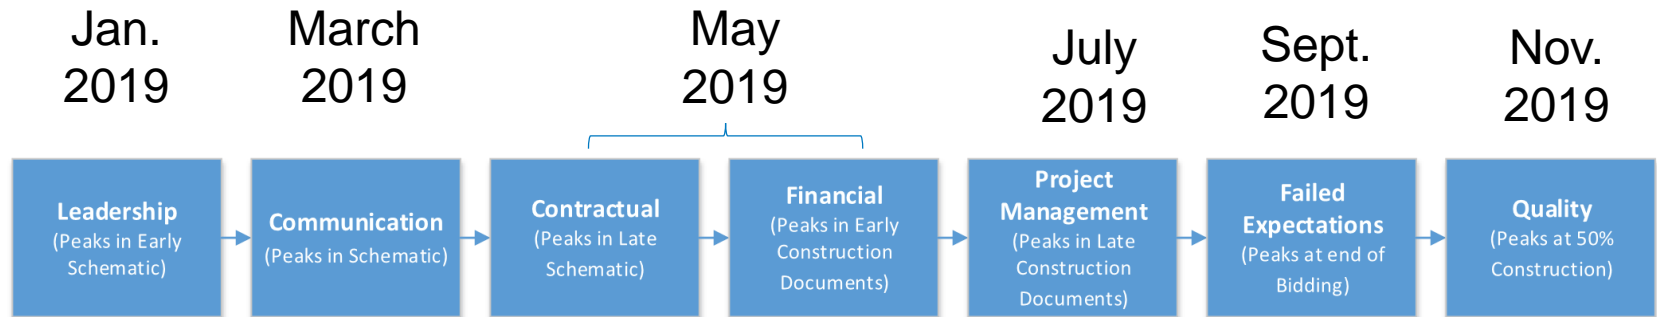 Jan.
2019
March
2019
May
2019
July
2019
Sept.
2019
Nov.
2019
Leadership
(Peaks in Early
Schematic)
Communication
(Peaks in Schematic)
Contractual
(Peaks in Late
Schematic)
Financial
(Peaks in Early
Construction
Documents)
Project
Management
(Peaks in Late
Construction
Documents)
Failed
Expectations
(Peaks at end of
Bidding)
Quality
(Peaks at 50%
Construction)